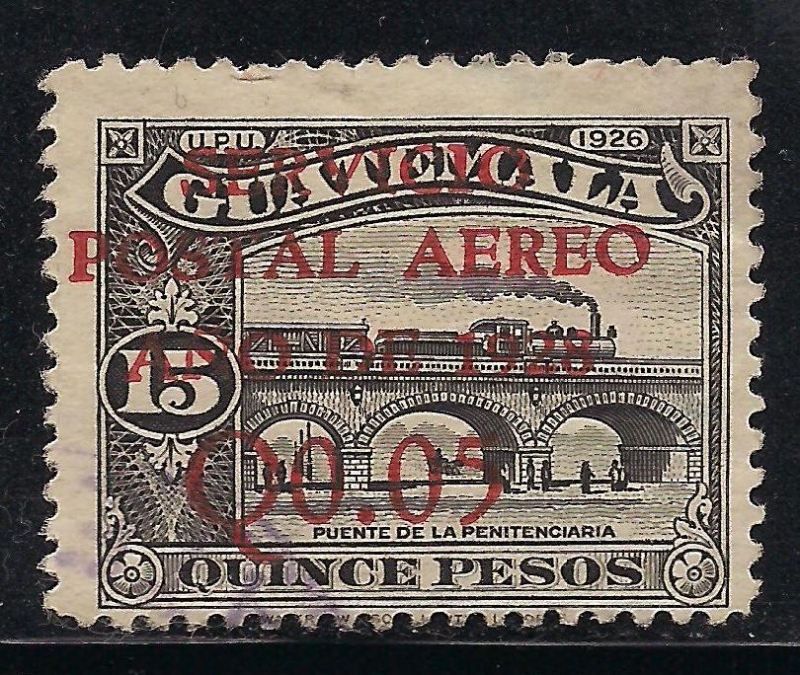 U.P.U. 1926
GUATEMALA
SERVICIO
POSTAL AEREO
AÑO DE 1928
15
Q0.05
PUENTE DE LA PENITENCIARIA
QUINCE PESOS